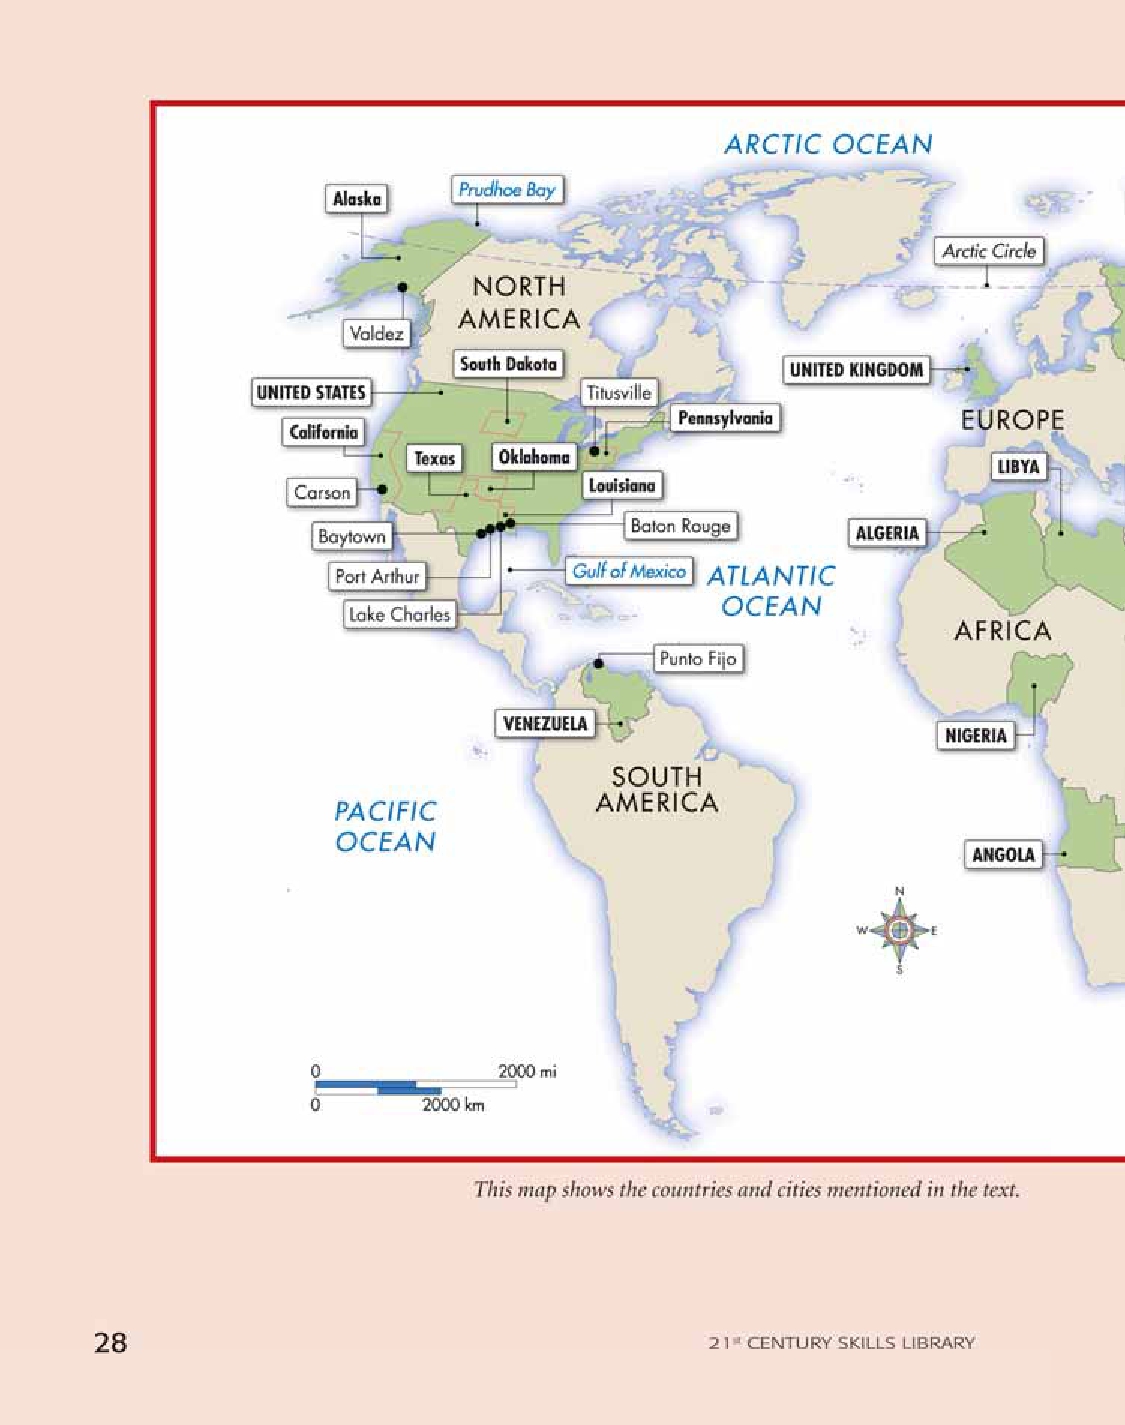 ARCTIC OCEAN
Prudhoe Bay
Alaska
Arctic Circle
NORTH
AMERICA
Valdez
South Dakota
UNITED KINGDOM
UNITED STATES
Titusville
Pennsylvania
EUROPE
California
Texas
Oklahoma
LIBYA
Louisiana
Carson
Baton Rouge
ALGERIA
Baytown
Gulf of Mexico
Port Arthur
ATLANTIC
OCEAN
Lake Charles
AFRICA
Punto Fijo
VENEZUELA
NIGERIA
SOUTH
AMERICA
PACIFIC
OCEAN
ANGOLA
N
W E
S
0 2000 mi
0 2000 km
This map shows the countries and cities mentioned in the text.
28 21st CENTURY SKILLS LIBRARY